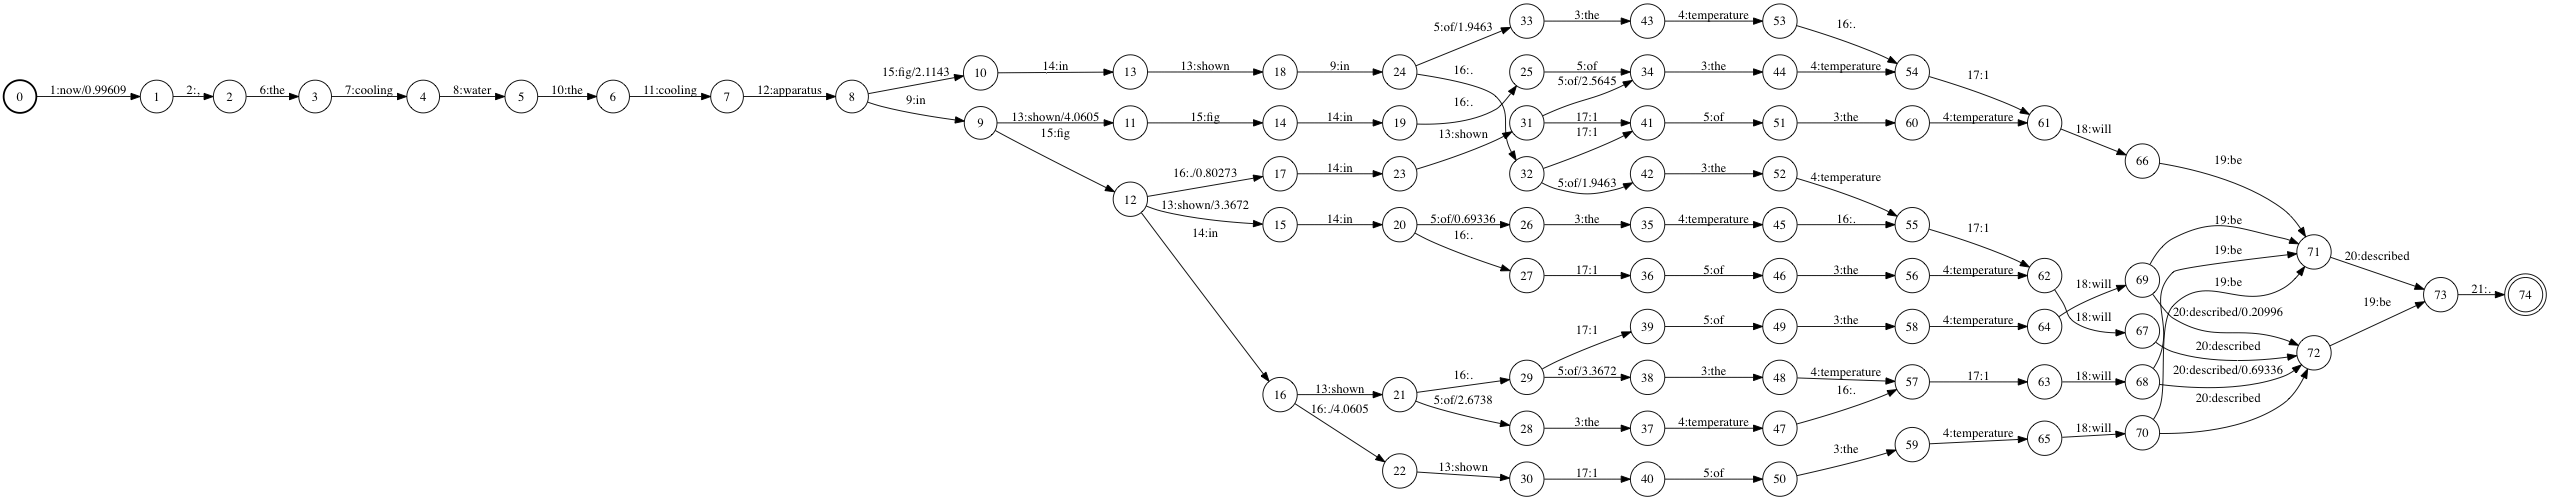 0 1:now/0.99609 1 2:, 2 6:the 3 7:cooling 4 8:water 5 10:the 6 11:cooling 7 12:apparatus 8
15:fig/2.1143 10 14:in 13 13:shown 18 9:in 24
9:in 9
13:shown/4.0605 11 15:fig 14 14:in 19 16:. 25 5:of 34 3:the 44 4:temperature 54 17:1 61
15:fig 12
5:of/1.9463 33 3:the 43 4:temperature 53 16:.
16:. 32
16:./0.80273 17 14:in 23 13:shown 31 5:of/2.5645
17:1 41 5:of 51 3:the 60 4:temperature
17:1
5:of/1.9463 42 3:the 52 4:temperature 55 17:1 62
13:shown/3.3672 15 14:in 20 5:of/0.69336 26 3:the 35 4:temperature 45 16:.
16:. 27 17:1 36 5:of 46 3:the 56 4:temperature
14:in 16
13:shown 21 16:. 29 17:1 39 5:of 49 3:the 58 4:temperature 64
5:of/3.3672 38 3:the 48 4:temperature 57 17:1 63
5:of/2.6738 28 3:the 37 4:temperature 47 16:.
16:./4.0605 22 13:shown 30 17:1 40 5:of 50 3:the 59 4:temperature 65
18:will 66 19:be 71 20:described 73 21:. 74
18:will 69 19:be
20:described/0.20996 72 19:be
18:will 67 20:described
18:will 68 19:be
20:described/0.69336
18:will 70 19:be
20:described